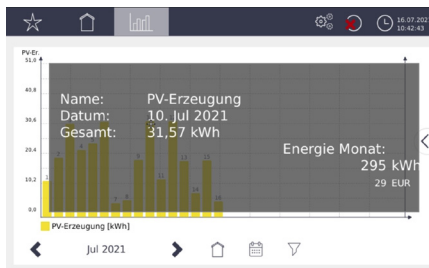 16.07.202
10:42:43
PV-Er.
51,0
40,8
30,6
20,4
10,2
0,0
Name: PV-Erzeugung
Datum: 10. Jul 2021
Gesamt: 31,57 kWh
Energie Monat:
295 kWh
29 EUR
PV-Erzeugung [kWh]
Jul 2021